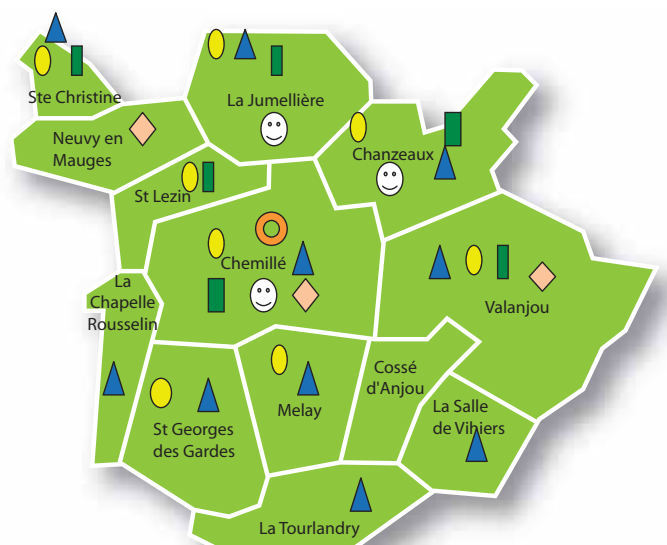 Ste Christine
La Jumellière
Neuvy en
Mauges
Chanzeaux
St Lezin
Chemillé
La
Chapelle
Rousselin
Valanjou
Cossé
d'Anjou
Melay
La Salle
de Vihiers
St Georges
des Gardes
La Tourlandry